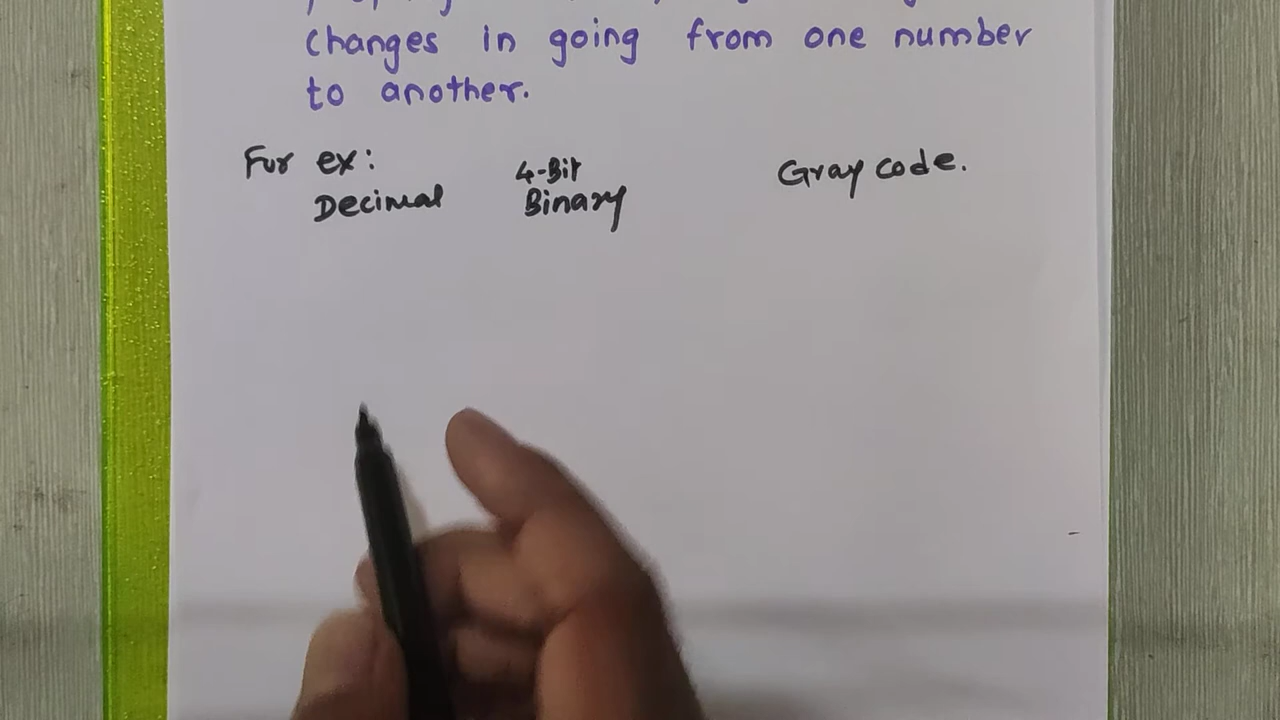 changes in going from one number
to another.
For ex:
Decimal
4-Bit
Binary
Gray code.